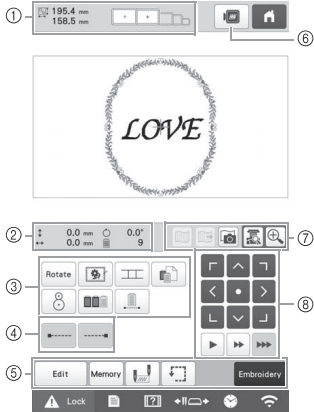 ① 195.4 mm
158.5 mm
⑥
LOVE
② 0.0 mm 0.0°
0.0 mm 9
⑦
③ Rotate
⑧
④
⑤ Edit Memory Embroidery
Lock ?